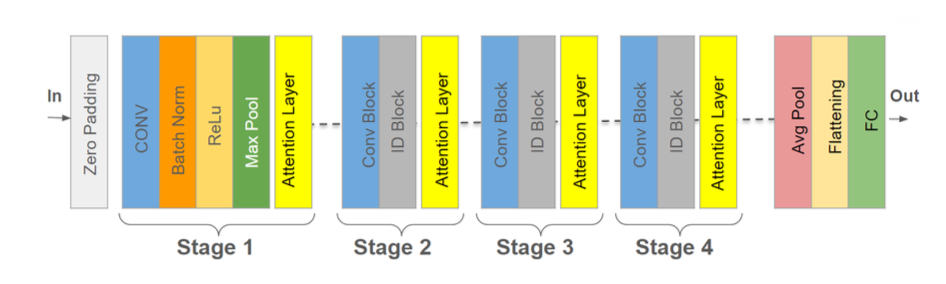 In
Zero Padding
CONV
Batch Norm
ReLu
Max Pool
Attention Layer
Stage 1
Conv Block
ID Block
Attention Layer
Stage 2
Conv Block
ID Block
Attention Layer
Stage 3
Conv Block
ID Block
Attention Layer
Stage 4
Avg Pool
Flattening
FC
Out